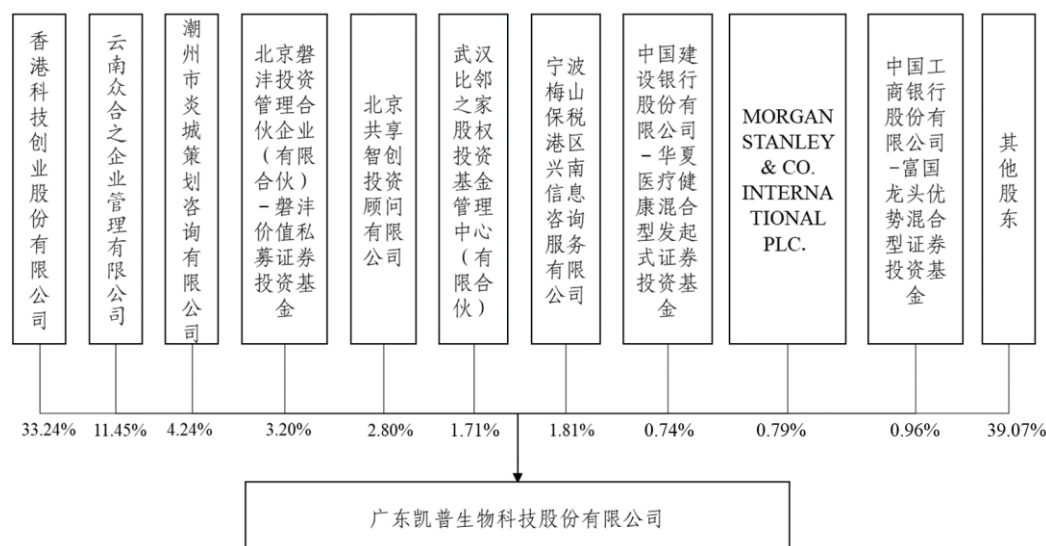 香港科技创业股份有限公司
云南众合之企业管理有限公司
潮州市炎城策划咨询有限公司
北京磐
沣投资
管理合
伙企业
（有限
合伙）
–磐沣
价值私
募证券
投资基
金
北京
共享
智创
投资
顾问
有限
公司
武汉
比邻
之家
股权
投资
基金
管理
中心
（有
限合
伙）
宁波
梅山
保税
港区
兴南
信息
咨询
服务
有限
公司
中国建
设银行
股份有
限公司
–华夏
医疗健
康混合
型发起
式证券
投资基
金
MORGAN
STANLEY
& CO.
INTERNA
TIONAL
PLC.
中国工
商银行
股份有
限公司
–富国
龙头优
势混合
型证券
投资基
金
其他股东
33.24% 11.45% 4.24% 3.20% 2.80% 1.71% 1.81% 0.74% 0.79% 0.96% 39.07%
广东凯普生物科技股份有限公司